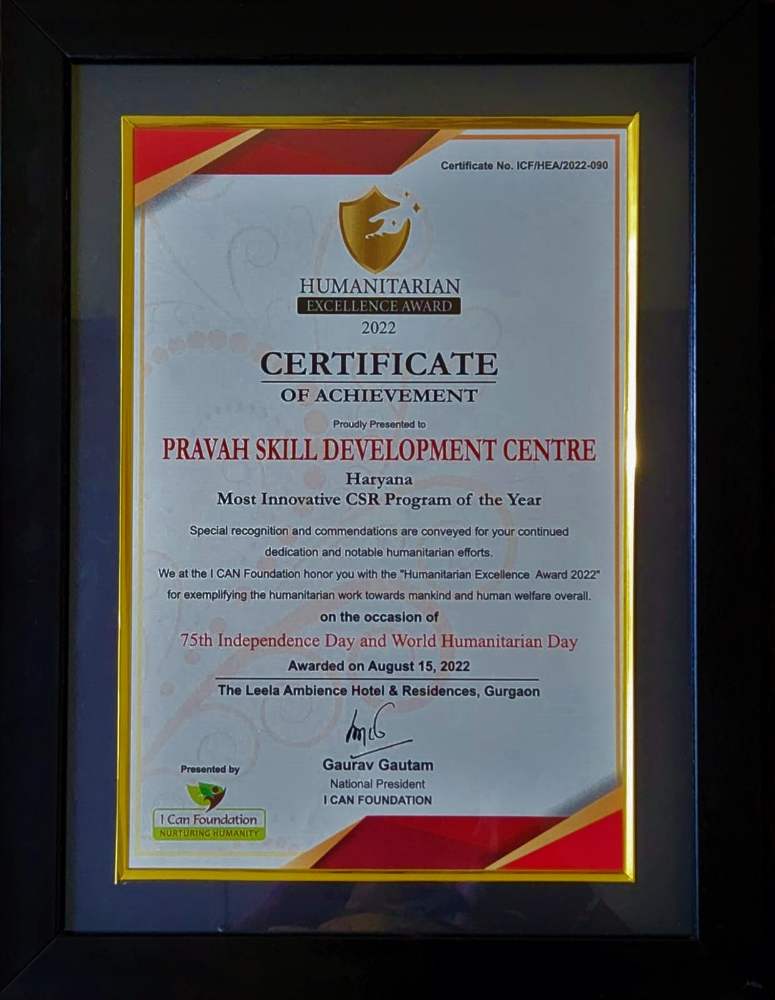 Certificate No. ICF/HEA/2022-090
HUMANITARIAN
EXCELLENCE AWARD
2022
CERTIFICATE
OF ACHIEVEMENT
Proudly Presented to
PRAVAH SKILL DEVELOPMENT CENTRE
Haryana
Most Innovative CSR Program of the Year
Special recognition and commendations are conveyed for your continued
dedication and notable humanitarian efforts.
We at the I CAN Foundation honor you with the "Humanitarian Excellence Award 2022"
for exemplifying the humanitarian work towards mankind and human welfare overall.
on the occasion of
75th Independence Day and World Humanitarian Day
Awarded on August 15, 2022
The Leela Ambience Hotel & Residences, Gurgaon
Gaurav Gautam
National President
I CAN FOUNDATION
Presented by
I Can Foundation
NURTURING HUMANITY